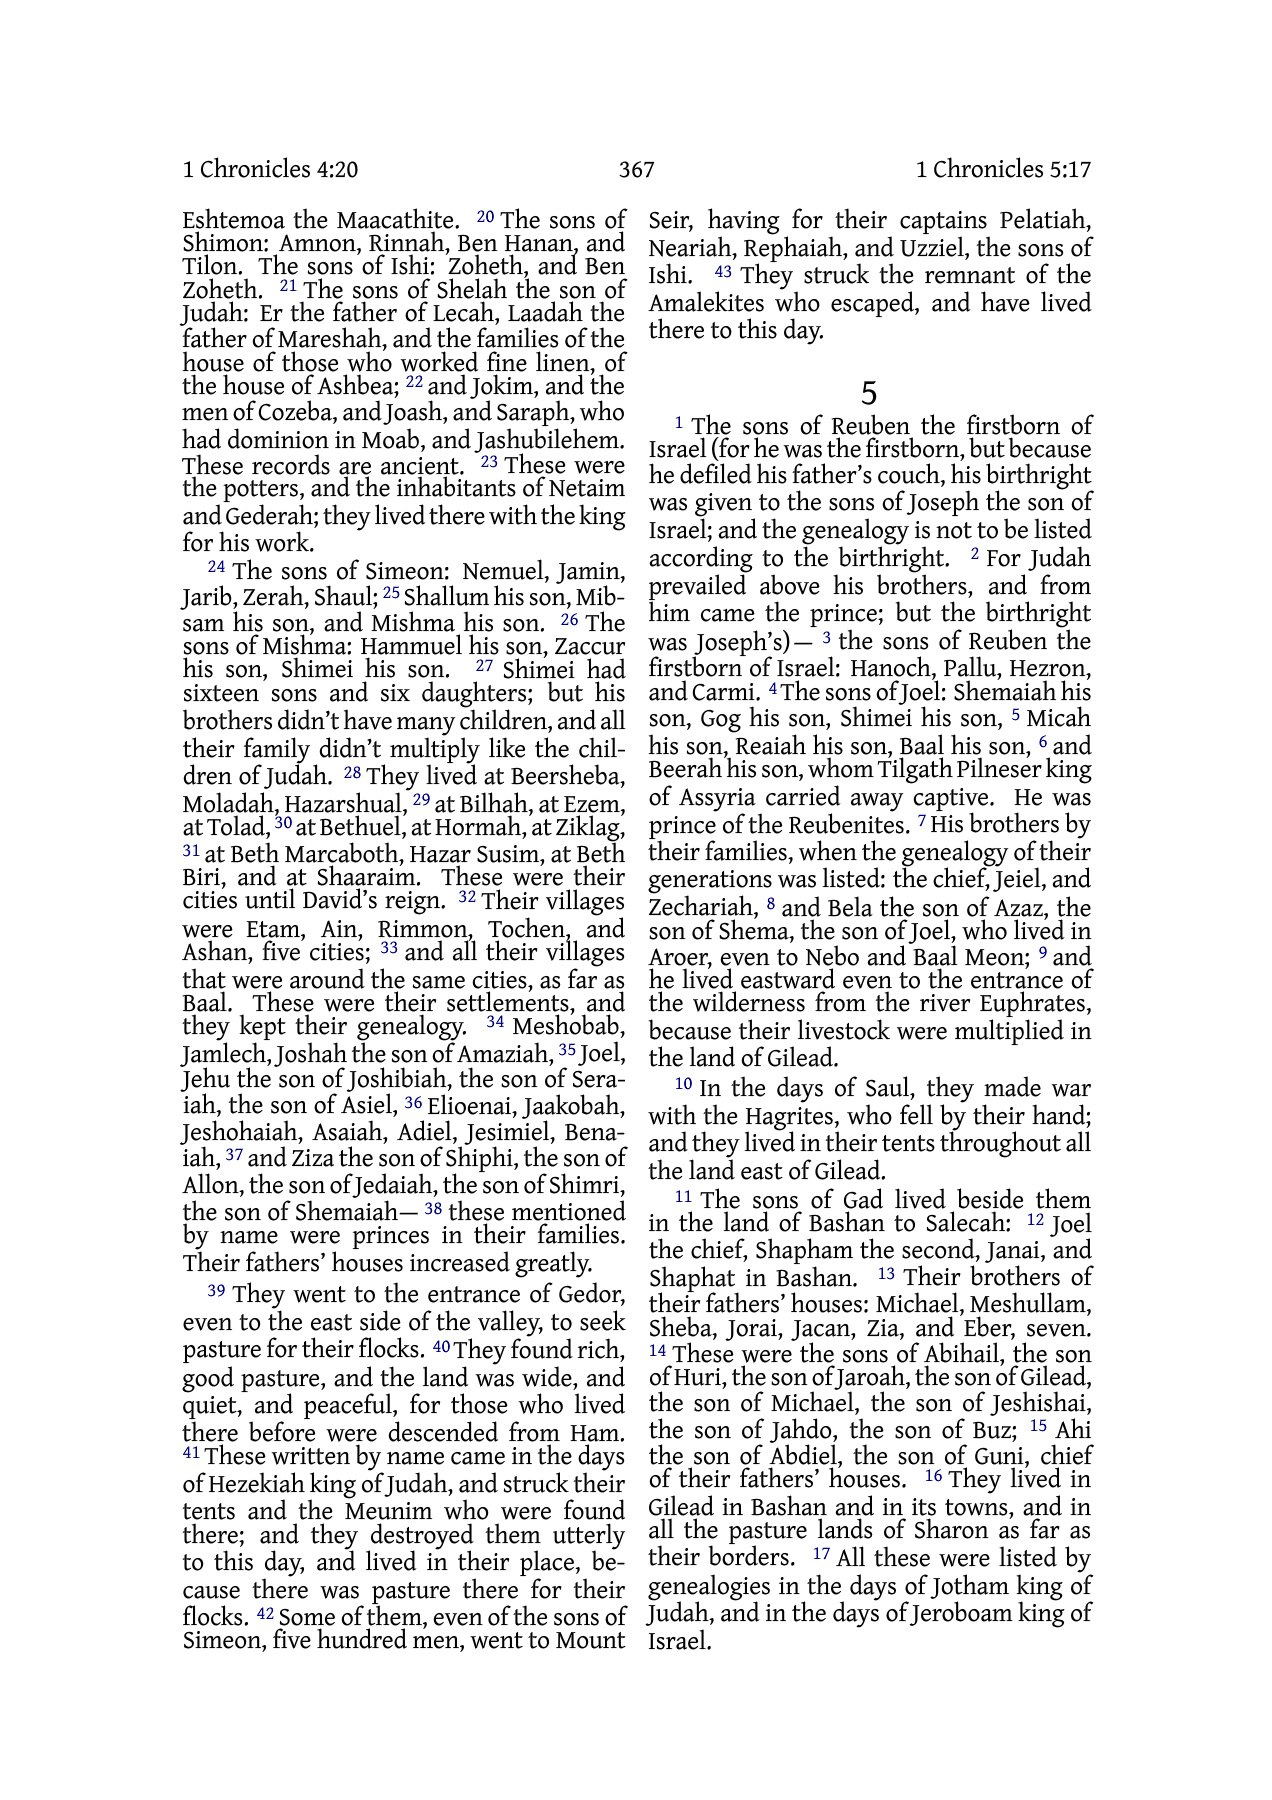 1 Chronicles 4:20 367 1 Chronicles 5:17
Eshtemoa the Maacathite. 20 The sons of
Shimon: Amnon, Rinnah, Ben Hanan, and
Tilon. The sons of Ishi: Zoheth, and Ben
Zoheth. 21 The sons of Shelah the son of
Judah: Er the father of Lecah, Laadah the
father of Mareshah, and the families of the
house of those who worked fine linen, of
the house of Ashbea; 22 and Jokim, and the
men of Cozeba, and Joash, and Saraph, who
had dominion in Moab, and Jashubilehem.
These records are ancient. 23 These were
the potters, and the inhabitants of Netaim
and Gederah; they lived there with the king
for his work.
24 The sons of Simeon: Nemuel, Jamin,
Jarib, Zerah, Shaul; 25 Shallum his son, Mib-
sam his son, and Mishma his son. 26 The
sons of Mishma: Hammuel his son, Zaccur
his son, Shimei his son. 27 Shimei had
sixteen sons and six daughters; but his
brothers didn’t have many children, and all
their family didn’t multiply like the chil-
dren of Judah. 28 They lived at Beersheba,
Moladah, Hazarshual, 29 at Bilhah, at Ezem,
at Tolad, 30 at Bethuel, at Hormah, at Ziklag,
31 at Beth Marcaboth, Hazar Susim, at Beth
Biri, and at Shaaraim. These were their
cities until David’s reign. 32 Their villages
were Etam, Ain, Rimmon, Tochen, and
Ashan, five cities; 33 and all their villages
that were around the same cities, as far as
Baal. These were their settlements, and
they kept their genealogy. 34 Meshobab,
Jamlech, Joshah the son of Amaziah, 35 Joel,
Jehu the son of Joshibiah, the son of Sera-
iah, the son of Asiel, 36 Elioenai, Jaakobah,
Jeshohaiah, Asaiah, Adiel, Jesimiel, Bena-
iah, 37 and Ziza the son of Shiphi, the son of
Allon, the son of Jedaiah, the son of Shimri,
the son of Shemaiah— 38 these mentioned
by name were princes in their families.
Their fathers’ houses increased greatly.
39 They went to the entrance of Gedor,
even to the east side of the valley, to seek
pasture for their flocks. 40 They found rich,
good pasture, and the land was wide, and
quiet, and peaceful, for those who lived
there before were descended from Ham.
41 These written by name came in the days
of Hezekiah king of Judah, and struck their
tents and the Meunim who were found
there; and they destroyed them utterly
to this day, and lived in their place, be-
cause there was pasture there for their
flocks. 42 Some of them, even of the sons of
Simeon, five hundred men, went to Mount
Seir, having for their captains Pelatiah,
Neariah, Rephaiah, and Uzziel, the sons of
Ishi. 43 They struck the remnant of the
Amalekites who escaped, and have lived
there to this day.
5
1 The sons of Reuben the firstborn of
Israel (for he was the firstborn, but because
he defiled his father’s couch, his birthright
was given to the sons of Joseph the son of
Israel; and the genealogy is not to be listed
according to the birthright. 2 For Judah
prevailed above his brothers, and from
him came the prince; but the birthright
was Joseph’s)— 3 the sons of Reuben the
firstborn of Israel: Hanoch, Pallu, Hezron,
and Carmi. 4 The sons of Joel: Shemaiah his
son, Gog his son, Shimei his son, 5 Micah
his son, Reaiah his son, Baal his son, 6 and
Beerah his son, whom Tilgath Pilneser king
of Assyria carried away captive. He was
prince of the Reubenites. 7 His brothers by
their families, when the genealogy of their
generations was listed: the chief, Jeiel, and
Zechariah, 8 and Bela the son of Azaz, the
son of Shema, the son of Joel, who lived in
Aroer, even to Nebo and Baal Meon; 9 and
he lived eastward even to the entrance of
the wilderness from the river Euphrates,
because their livestock were multiplied in
the land of Gilead.
10 In the days of Saul, they made war
with the Hagrites, who fell by their hand;
and they lived in their tents throughout all
the land east of Gilead.
11 The sons of Gad lived beside them
in the land of Bashan to Salecah: 12 Joel
the chief, Shapham the second, Janai, and
Shaphat in Bashan. 13 Their brothers of
their fathers’ houses: Michael, Meshullam,
Sheba, Jorai, Jacan, Zia, and Eber, seven.
14 These were the sons of Abihail, the son
of Huri, the son of Jaroah, the son of Gilead,
the son of Michael, the son of Jeshishai,
the son of Jahdo, the son of Buz; 15 Ahi
the son of Abdiel, the son of Guni, chief
of their fathers’ houses. 16 They lived in
Gilead in Bashan and in its towns, and in
all the pasture lands of Sharon as far as
their borders. 17 All these were listed by
genealogies in the days of Jotham king of
Judah, and in the days of Jeroboam king of
Israel.